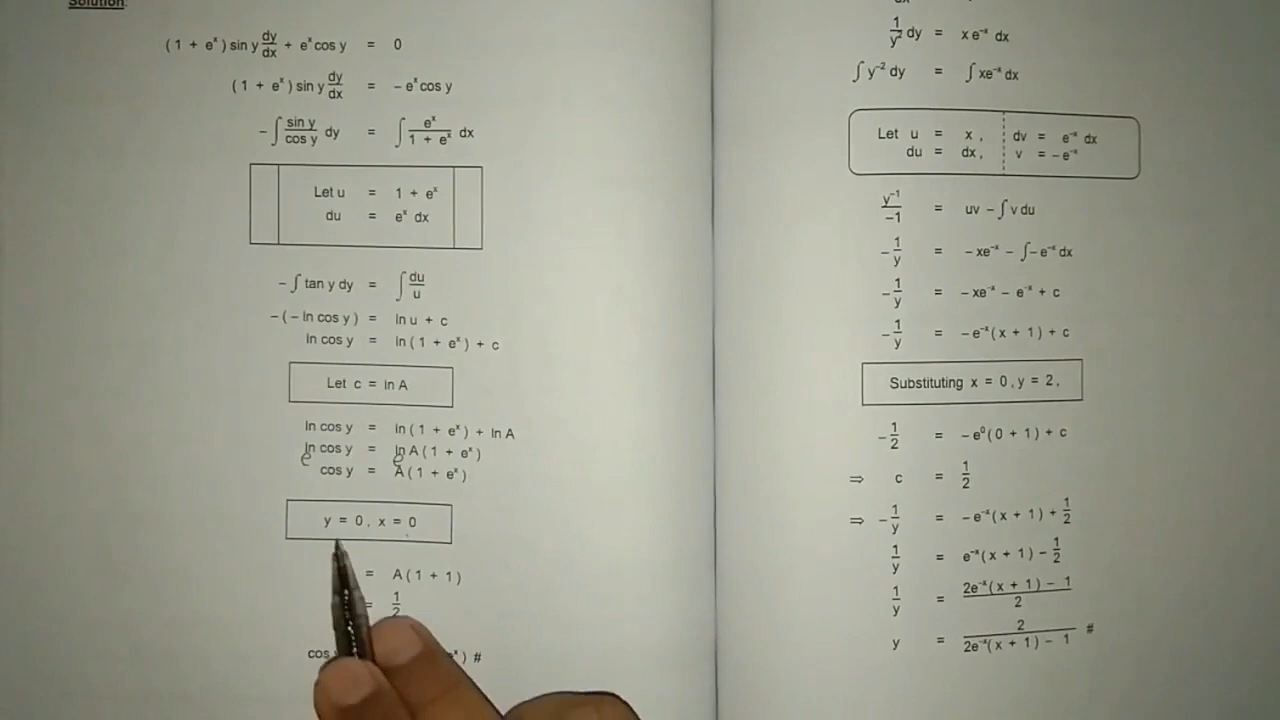 Solution:
( 1 + eˣ ) sin y dy/dx + eˣ cos y = 0
( 1 + eˣ ) sin y dy/dx = − eˣ cos y
− ∫ sin y / cos y dy = ∫ eˣ / 1 + eˣ dx
Let u = 1 + eˣ
du = eˣ dx
− ∫ tan y dy = ∫ du/u
− ( − ln cos y ) = ln u + c
ln cos y = ln ( 1 + eˣ ) + c
Let c = ln A
ln cos y = ln ( 1 + eˣ ) + ln A
ln cos y = ln A ( 1 + eˣ )
e e
cos y = A ( 1 + eˣ )
y = 0 , x = 0
= A ( 1 + 1 )
= 1/2
cos ˣ ) #
dx
1/y² dy = x e⁻ˣ dx
∫ y⁻² dy = ∫ xe⁻ˣ dx
Let u = x , dv = e⁻ˣ dx
du = dx, v = − e⁻ˣ
y⁻¹/−1 = uv − ∫ v du
− 1/y = − xe⁻ˣ − ∫ − e⁻ˣ dx
− 1/y = − xe⁻ˣ − e⁻ˣ + c
− 1/y = − e⁻ˣ ( x + 1 ) + c
Substituting x = 0 , y = 2 ,
− 1/2 = − e⁰ ( 0 + 1 ) + c
⇒ c = 1/2
⇒ − 1/y = − e⁻ˣ ( x + 1 ) + 1/2
1/y = e⁻ˣ ( x + 1 ) − 1/2
1/y = 2e⁻ˣ ( x + 1 ) − 1 / 2
y = 2 / 2e⁻ˣ ( x + 1 ) − 1 #